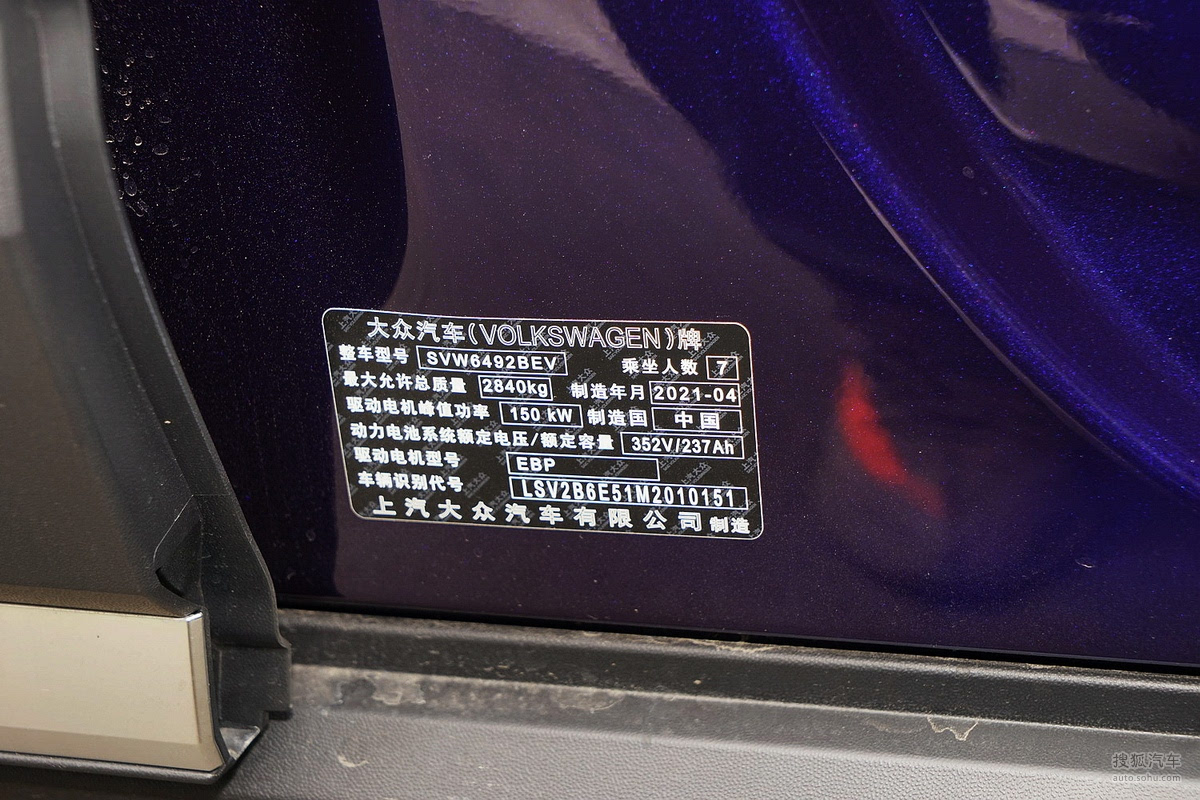 大众汽车(VOLKSWAGEN)牌
整车型号 SVW6492BEV 乘坐人数 7
最大允许总质量 2840kg 制造年月 2021-04
驱动电机峰值功率 150 kW 制造国 中国
动力电池系统额定电压/额定容量 352V/237Ah
驱动电机型号 EBP
车辆识别代号 LSV2B6E51M2010151
上汽大众汽车有限公司 制造
搜狐汽车
auto.sohu.com